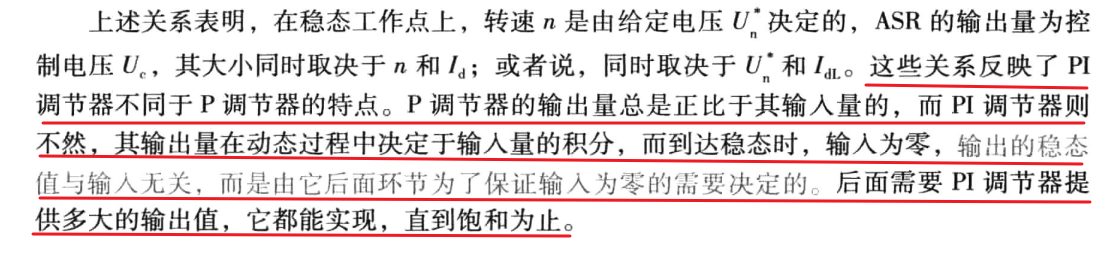 上述关系表明，在稳态工作点上，转速 n 是由给定电压 U*n 决定的，ASR 的输出量为控
制电压 Uc，其大小同时取决于 n 和 Id；或者说，同时取决于 U*n 和 IdL。这些关系反映了 PI
调节器不同于 P 调节器的特点。P 调节器的输出量总是正比于其输入量的，而 PI 调节器则
不然，其输出量在动态过程中决定于输入量的积分，而到达稳态时，输入为零，输出的稳态
值与输入无关，而是由它后面环节为了保证输入为零的需要决定的。后面需要 PI 调节器提
供多大的输出值，它都能实现，直到饱和为止。